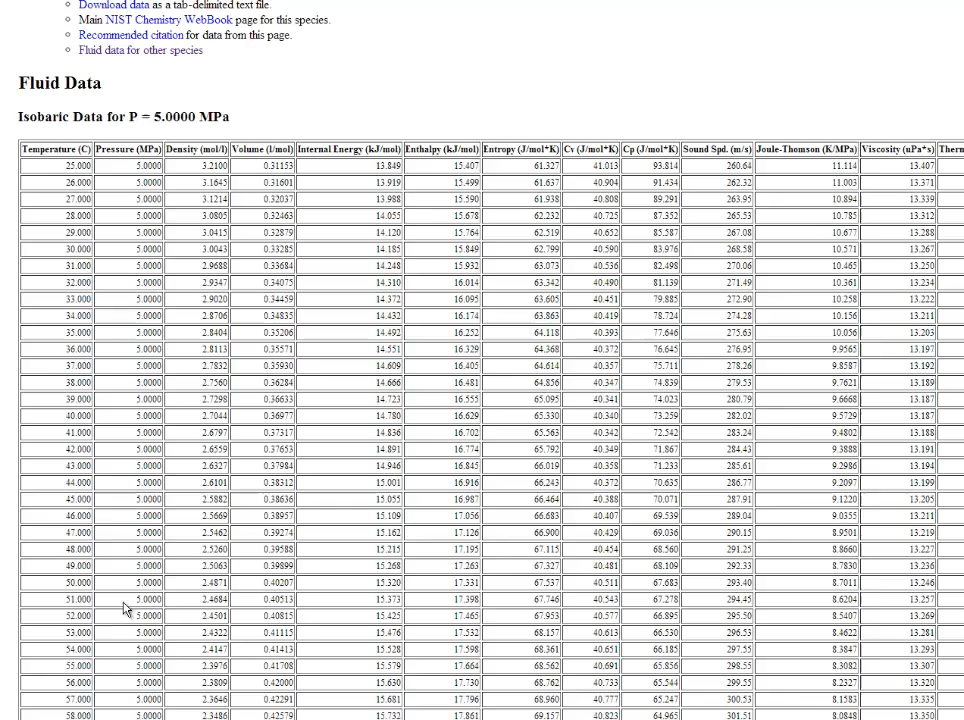 Download data as a tab-delimited text file.
Main NIST Chemistry WebBook page for this species.
Recommended citation for data from this page.
Fluid data for other species
Fluid Data
Isobaric Data for P = 5.0000 MPa
Temperature (C) Pressure (MPa) Density (mol/l) Volume (l/mol) Internal Energy (kJ/mol) Enthalpy (kJ/mol) Entropy (J/mol*K) Cv (J/mol*K) Cp (J/mol*K) Sound Spd. (m/s) Joule-Thomson (K/MPa) Viscosity (uPa*s) Therm
25.000 5.0000 3.2100 0.31153 13.849 15.407 61.327 41.013 93.814 260.64 11.114 13.407
26.000 5.0000 3.1645 0.31601 13.919 15.499 61.637 40.904 91.434 262.32 11.003 13.371
27.000 5.0000 3.1214 0.32037 13.988 15.590 61.938 40.808 89.291 263.95 10.894 13.339
28.000 5.0000 3.0805 0.32463 14.055 15.678 62.232 40.725 87.352 265.53 10.785 13.312
29.000 5.0000 3.0415 0.32879 14.120 15.764 62.519 40.652 85.587 267.08 10.677 13.288
30.000 5.0000 3.0043 0.33285 14.185 15.849 62.799 40.590 83.976 268.58 10.571 13.267
31.000 5.0000 2.9688 0.33684 14.248 15.932 63.073 40.536 82.498 270.06 10.465 13.250
32.000 5.0000 2.9347 0.34075 14.310 16.014 63.342 40.490 81.139 271.49 10.361 13.234
33.000 5.0000 2.9020 0.34459 14.372 16.095 63.605 40.451 79.885 272.90 10.258 13.222
34.000 5.0000 2.8706 0.34835 14.432 16.174 63.863 40.419 78.724 274.28 10.156 13.211
35.000 5.0000 2.8404 0.35206 14.492 16.252 64.118 40.393 77.646 275.63 10.056 13.203
36.000 5.0000 2.8113 0.35571 14.551 16.329 64.368 40.372 76.645 276.95 9.9565 13.197
37.000 5.0000 2.7832 0.35930 14.609 16.405 64.614 40.357 75.711 278.26 9.8587 13.192
38.000 5.0000 2.7560 0.36284 14.666 16.481 64.856 40.347 74.839 279.53 9.7621 13.189
39.000 5.0000 2.7298 0.36633 14.723 16.555 65.095 40.341 74.023 280.79 9.6668 13.187
40.000 5.0000 2.7044 0.36977 14.780 16.629 65.330 40.340 73.259 282.02 9.5729 13.187
41.000 5.0000 2.6797 0.37317 14.836 16.702 65.563 40.342 72.542 283.24 9.4802 13.188
42.000 5.0000 2.6559 0.37653 14.891 16.774 65.792 40.349 71.867 284.43 9.3888 13.191
43.000 5.0000 2.6327 0.37984 14.946 16.845 66.019 40.358 71.233 285.61 9.2986 13.194
44.000 5.0000 2.6101 0.38312 15.001 16.916 66.243 40.372 70.635 286.77 9.2097 13.199
45.000 5.0000 2.5882 0.38636 15.055 16.987 66.464 40.388 70.071 287.91 9.1220 13.205
46.000 5.0000 2.5669 0.38957 15.109 17.056 66.683 40.407 69.539 289.04 9.0355 13.211
47.000 5.0000 2.5462 0.39274 15.162 17.126 66.900 40.429 69.036 290.15 8.9501 13.219
48.000 5.0000 2.5260 0.39588 15.215 17.195 67.115 40.454 68.560 291.25 8.8660 13.227
49.000 5.0000 2.5063 0.39899 15.268 17.263 67.327 40.481 68.109 292.33 8.7830 13.236
50.000 5.0000 2.4871 0.40207 15.320 17.331 67.537 40.511 67.683 293.40 8.7011 13.246
51.000 5.0000 2.4684 0.40513 15.373 17.398 67.746 40.543 67.278 294.45 8.6204 13.257
52.000 5.0000 2.4501 0.40815 15.425 17.465 67.953 40.577 66.895 295.50 8.5407 13.269
53.000 5.0000 2.4322 0.41115 15.476 17.532 68.157 40.613 66.530 296.53 8.4622 13.281
54.000 5.0000 2.4147 0.41413 15.528 17.598 68.361 40.651 66.185 297.55 8.3847 13.293
55.000 5.0000 2.3976 0.41708 15.579 17.664 68.562 40.691 65.856 298.55 8.3082 13.307
56.000 5.0000 2.3809 0.42000 15.630 17.730 68.762 40.733 65.544 299.55 8.2327 13.320
57.000 5.0000 2.3646 0.42291 15.681 17.796 68.960 40.777 65.247 300.53 8.1583 13.335
58.000 5.0000 2.3486 0.42579 15.732 17.861 69.157 40.823 64.965 301.51 8.0848 13.350